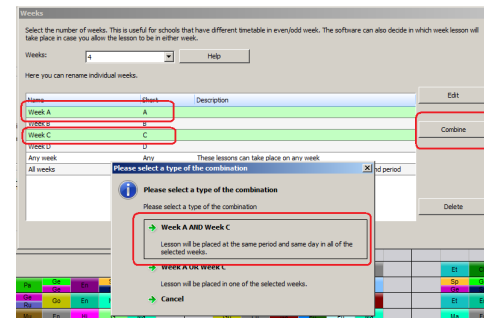 Weeks
Select the number of weeks. This is useful for schools that have different timetable in even/odd week. The software can also decide in which week lesson will
take place in case you allow the lesson to be in either week.
Weeks: 4 Help
Here you can rename individual weeks.
Name Short Description
Edit
Week A A
Week B B
Combine
Week C C
Week D D
Any week Any These lessons can take place on any week
All weeks
nd period
Please select a type of the combination
Please select a type of the combination
Please select a type of the combination
Delete
Week A AND Week C
Lesson will be placed at the same period and same day in all of the
selected weeks.
Week A OR Week C
Lesson will be placed in one of the selected weeks.
Cancel
Pa Ge En Et
Ge Sp
Ge Go En Et
Ru